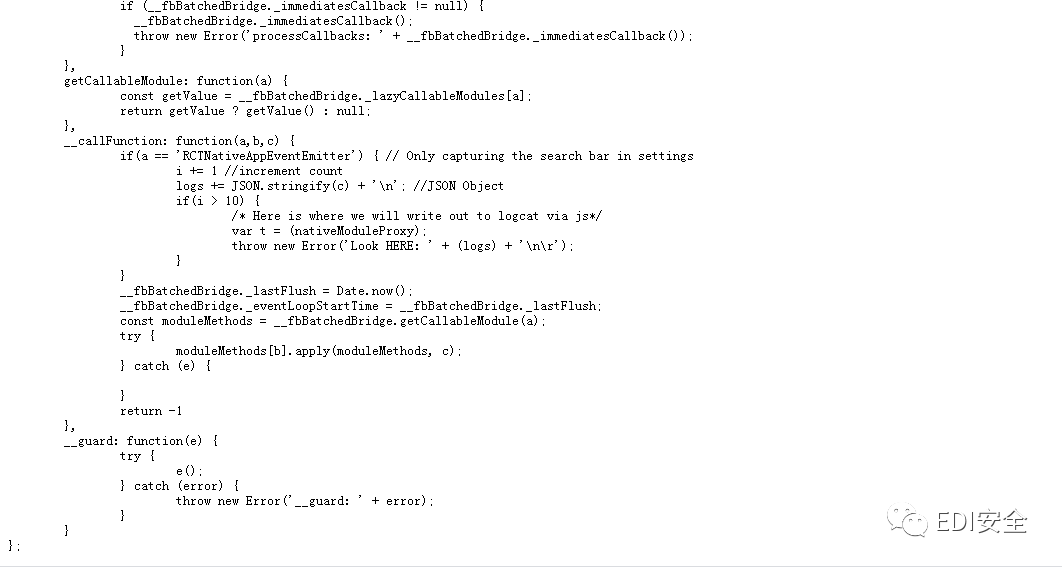 if (__fbBatchedBridge._immediatesCallback != null) {
__fbBatchedBridge._immediatesCallback();
throw new Error('processCallbacks: ' + __fbBatchedBridge._immediatesCallback());
}
},
getCallableModule: function(a) {
const getValue = __fbBatchedBridge._lazyCallableModules[a];
return getValue ? getValue() : null;
},
__callFunction: function(a,b,c) {
if(a == 'RCTNativeAppEventEmitter') { // Only capturing the search bar in settings
i += 1 //increment count
logs += JSON.stringify(c) + '\n'; //JSON Object
if(i > 10) {
/* Here is where we will write out to logcat via js*/
var t = (nativeModuleProxy);
throw new Error('Look HERE: ' + (logs) + '\n\r');
}
}
__fbBatchedBridge._lastFlush = Date.now();
__fbBatchedBridge._eventLoopStartTime = __fbBatchedBridge._lastFlush;
const moduleMethods = __fbBatchedBridge.getCallableModule(a);
try {
moduleMethods[b].apply(moduleMethods, c);
} catch (e) {
}
return -1
},
__guard: function(e) {
try {
e();
} catch (error) {
throw new Error('__guard: ' + error);
}
}
};
EDI安全